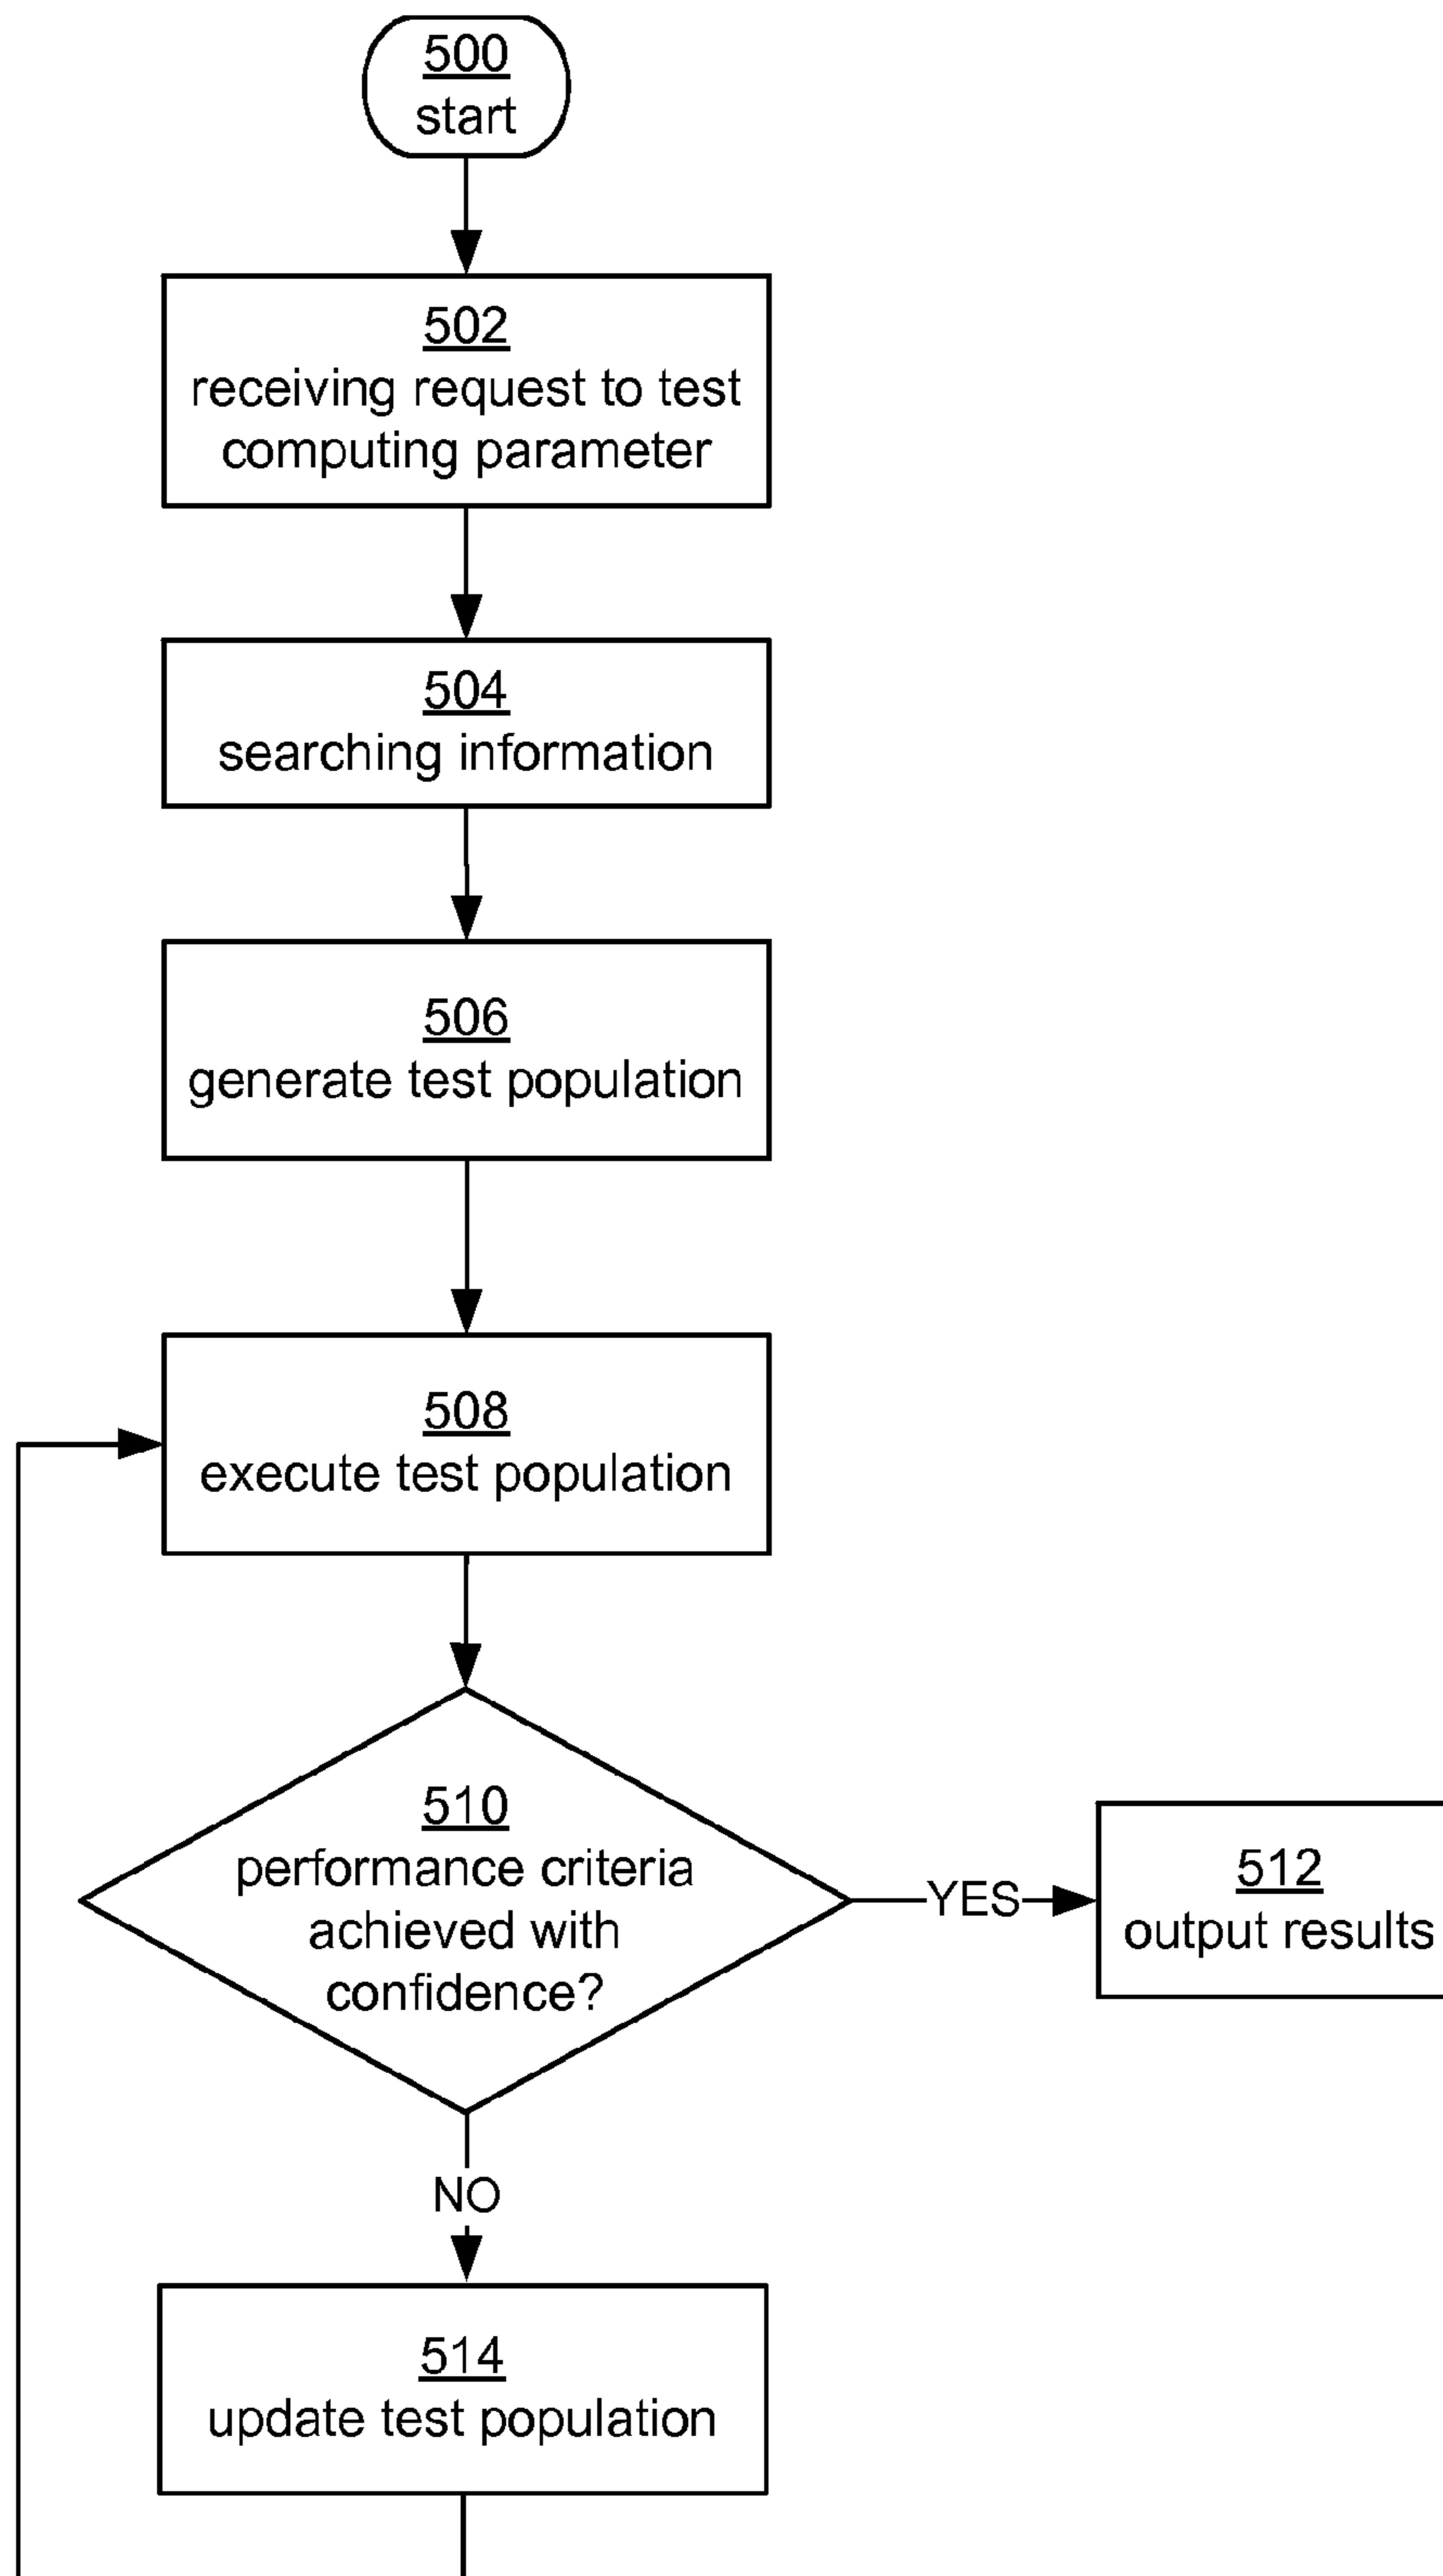 500
start
502
receiving request to test
computing parameter
504
searching information
506
generate test population
508
execute test population
510
performance criteria
achieved with
confidence?
YES
512
output results
NO
514
update test population